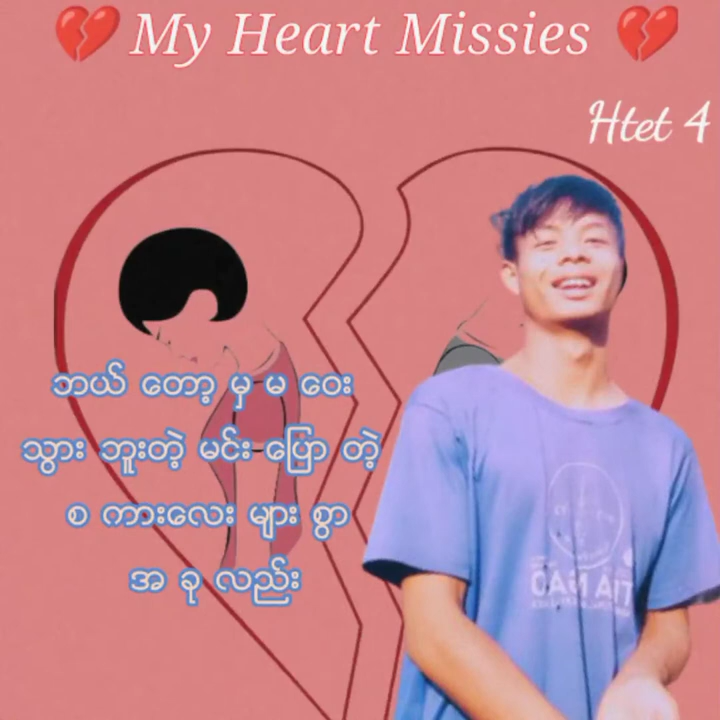 💔 My Heart Missies 💔
Htet 4
ဘယ် တော့ မှ မ ဝေး
သွား ဘူးတဲ့ မင်း ပြော တဲ့
စ ကားလေး များ စွာ
အ ခု လည်း